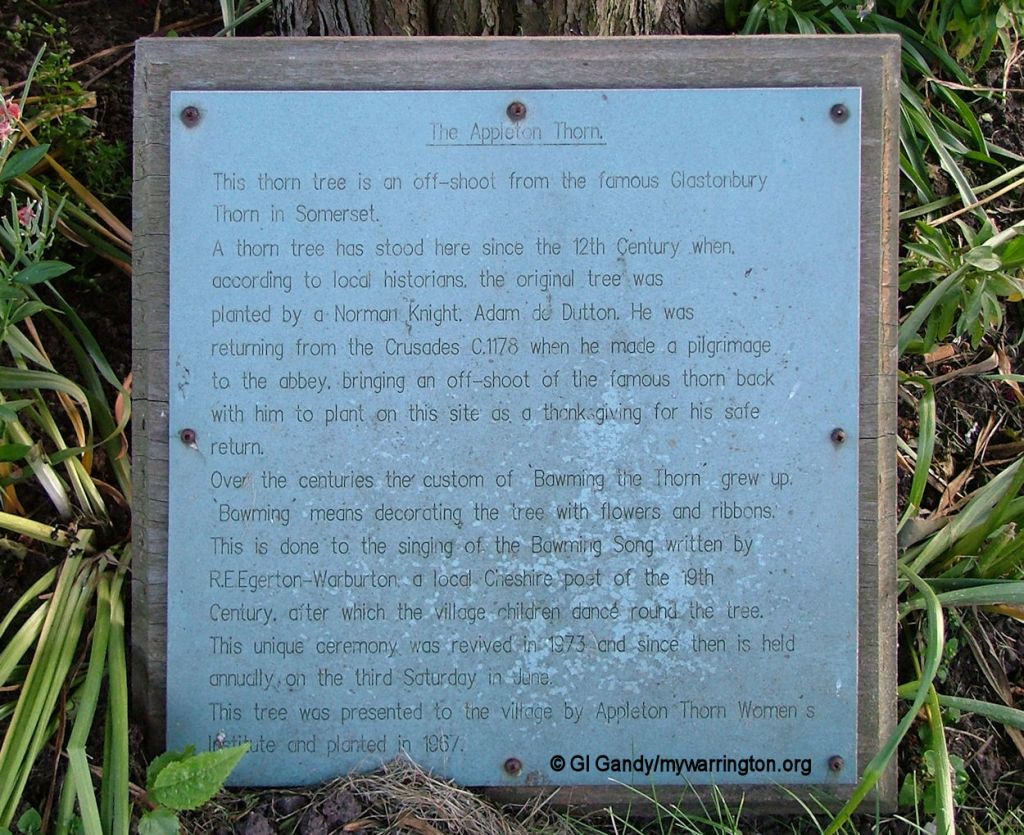 The Appleton Thorn.
This thorn tree is an off-shoot from the famous Glastonbury
Thorn in Somerset.
A thorn tree has stood here since the 12th Century when,
according to local historians, the original tree was
planted by a Norman Knight, Adam de Dutton. He was
returning from the Crusades C.1178 when he made a pilgrimage
to the abbey, bringing an off-shoot of the famous thorn back
with him to plant on this site as a thanksgiving for his safe
return.
Over the centuries the custom of 'Bawming the Thorn' grew up.
'Bawming' means decorating the tree with flowers and ribbons.
This is done to the singing of the Bawming Song written by
R.E.Egerton-Warburton, a local Cheshire poet of the 19th
Century, after which the village children dance round the tree.
This unique ceremony was revived in 1973 and since then is held
annually, on the third Saturday in June.
This tree was presented to the village by Appleton Thorn Women s
Institute and planted in 1967.
© GI Gandy/mywarrington.org